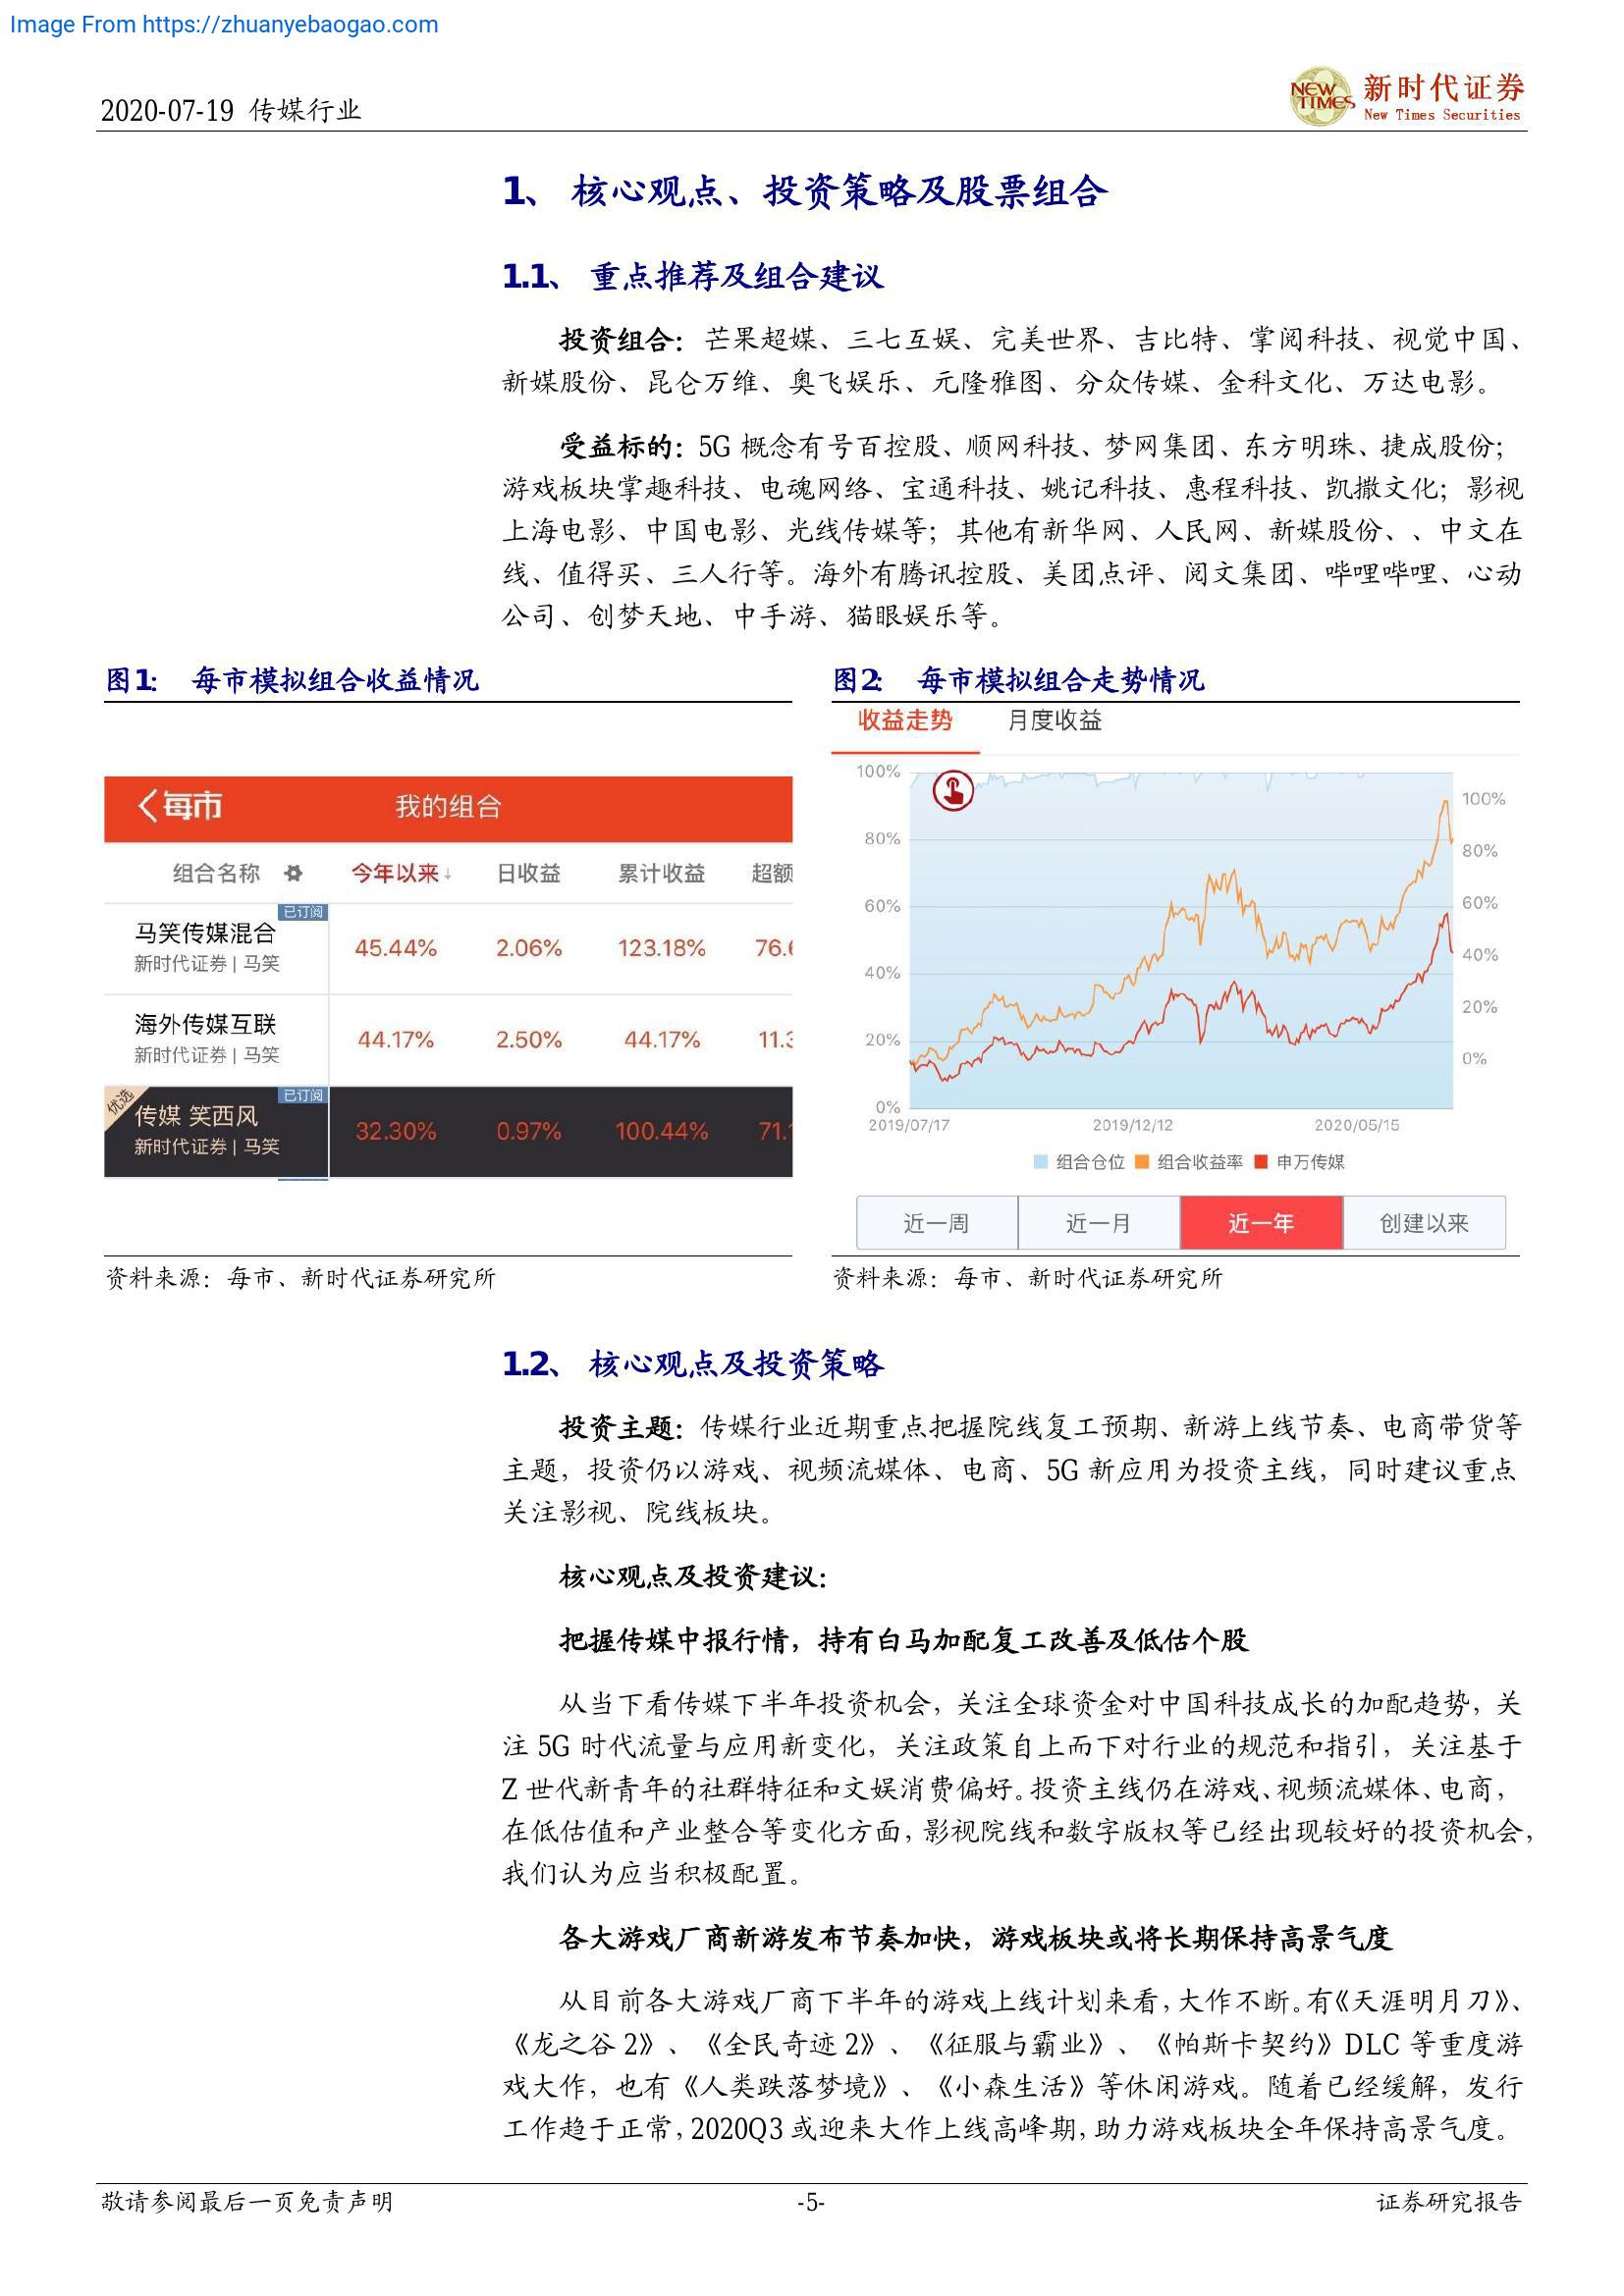 Image From https://zhuanyebaogao.com
2020-07-19 传媒行业
NEW TIMES
新时代证券
New Times Securities
1、 核心观点、投资策略及股票组合
1.1、 重点推荐及组合建议
投资组合：芒果超媒、三七互娱、完美世界、吉比特、掌阅科技、视觉中国、
新媒股份、昆仑万维、奥飞娱乐、元隆雅图、分众传媒、金科文化、万达电影。
受益标的：5G 概念有号百控股、顺网科技、梦网集团、东方明珠、捷成股份；
游戏板块掌趣科技、电魂网络、宝通科技、姚记科技、惠程科技、凯撒文化；影视
上海电影、中国电影、光线传媒等；其他有新华网、人民网、新媒股份、、中文在
线、值得买、三人行等。海外有腾讯控股、美团点评、阅文集团、哔哩哔哩、心动
公司、创梦天地、中手游、猫眼娱乐等。
图1： 每市模拟组合收益情况
每市 我的组合
组合名称 今年以来↓ 日收益 累计收益 超额
已订阅
马笑传媒混合
新时代证券 | 马笑
45.44% 2.06% 123.18% 76.6
海外传媒互联
新时代证券 | 马笑
44.17% 2.50% 44.17% 11.3
优选
已订阅
传媒 笑西风
新时代证券 | 马笑
32.30% 0.97% 100.44% 71.
资料来源：每市、新时代证券研究所
图2： 每市模拟组合走势情况
收益走势 月度收益
100%
80%
60%
40%
20%
0%
100%
80%
60%
40%
20%
0%
2019/07/17 2019/12/12 2020/05/15
组合仓位 组合收益率 申万传媒
近一周 近一月 近一年 创建以来
资料来源：每市、新时代证券研究所
1.2、 核心观点及投资策略
投资主题：传媒行业近期重点把握院线复工预期、新游上线节奏、电商带货等
主题，投资仍以游戏、视频流媒体、电商、5G 新应用为投资主线，同时建议重点
关注影视、院线板块。
核心观点及投资建议：
把握传媒中报行情，持有白马加配复工改善及低估个股
从当下看传媒下半年投资机会，关注全球资金对中国科技成长的加配趋势，关
注 5G 时代流量与应用新变化，关注政策自上而下对行业的规范和指引，关注基于
Z 世代新青年的社群特征和文娱消费偏好。投资主线仍在游戏、视频流媒体、电商，
在低估值和产业整合等变化方面，影视院线和数字版权等已经出现较好的投资机会，
我们认为应当积极配置。
各大游戏厂商新游发布节奏加快，游戏板块或将长期保持高景气度
从目前各大游戏厂商下半年的游戏上线计划来看，大作不断。有《天涯明月刀》、
《龙之谷 2》、《全民奇迹 2》、《征服与霸业》、《帕斯卡契约》DLC 等重度游
戏大作，也有《人类跌落梦境》、《小森生活》等休闲游戏。随着已经缓解，发行
工作趋于正常，2020Q3 或迎来大作上线高峰期，助力游戏板块全年保持高景气度。
敬请参阅最后一页免责声明 -5- 证券研究报告